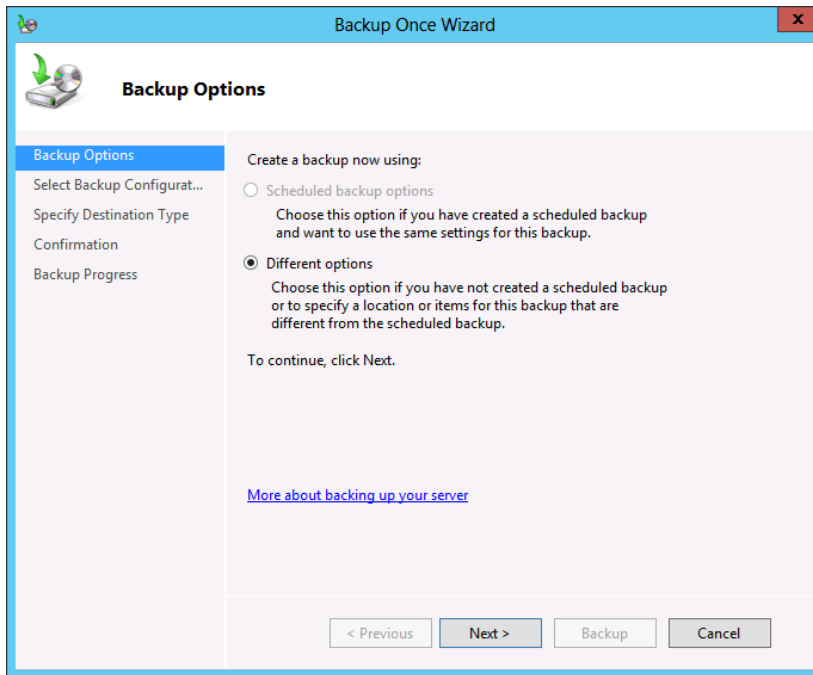 Backup Once Wizard
x
Backup Options
Backup Options
Select Backup Configurat...
Specify Destination Type
Confirmation
Backup Progress
Create a backup now using:
Scheduled backup options
Choose this option if you have created a scheduled backup
and want to use the same settings for this backup.
Different options
Choose this option if you have not created a scheduled backup
or to specify a location or items for this backup that are
different from the scheduled backup.
To continue, click Next.
More about backing up your server
< Previous
Next >
Backup
Cancel